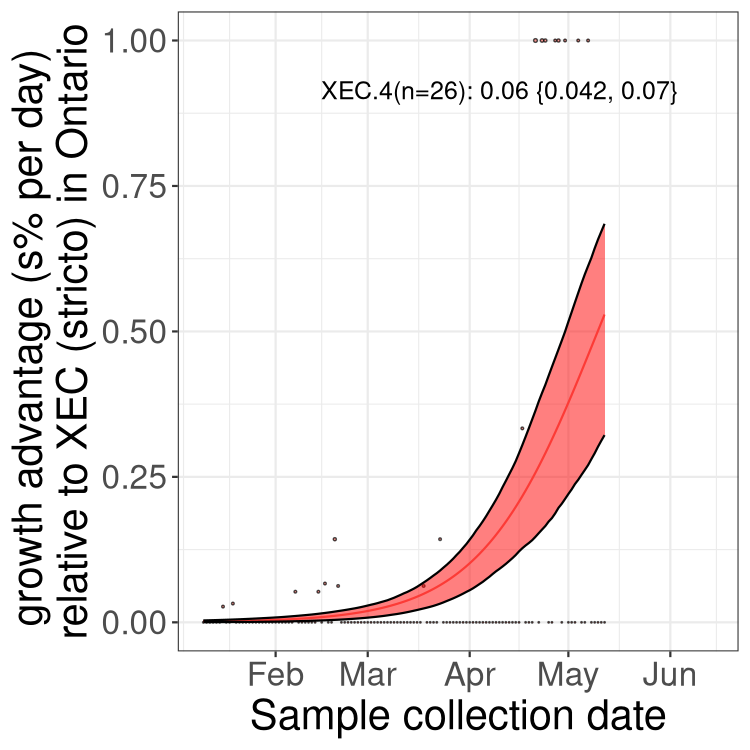 growth advantage (s% per day)
relative to XEC (stricto) in Ontario
1.00
0.75
0.50
0.25
0.00
XEC.4(n=26): 0.06 {0.042, 0.07}
Feb Mar Apr May Jun
Sample collection date